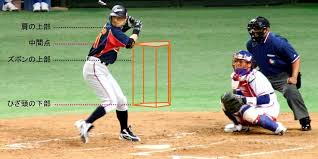 肩の上部
中間点
ズボンの上部
ひざ頭の下部